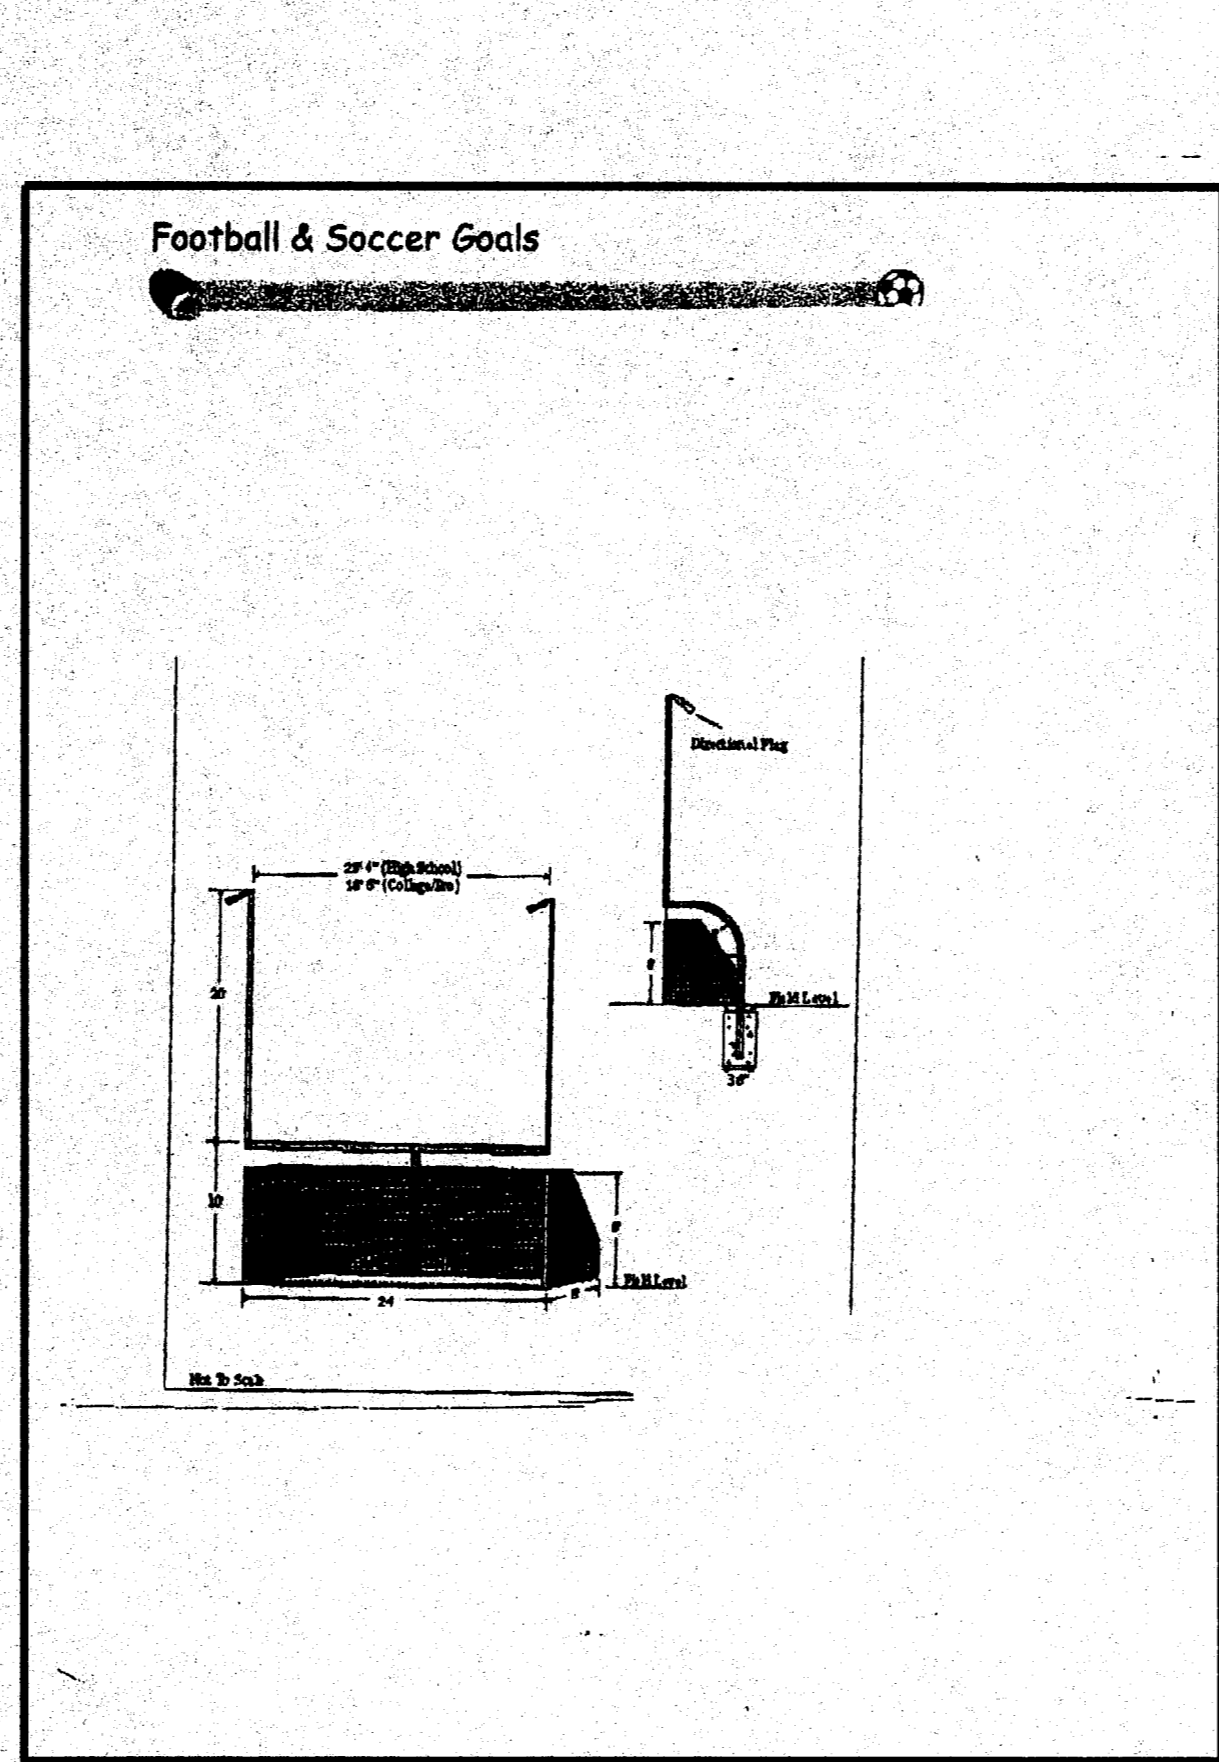 Football & Soccer Goals
Directional Flag
23' 4" (High School)
18' 6" (College/Pro)
20'
8'
Field Level
36"
10'
8'
Field Level
24
8'
Not To Scale